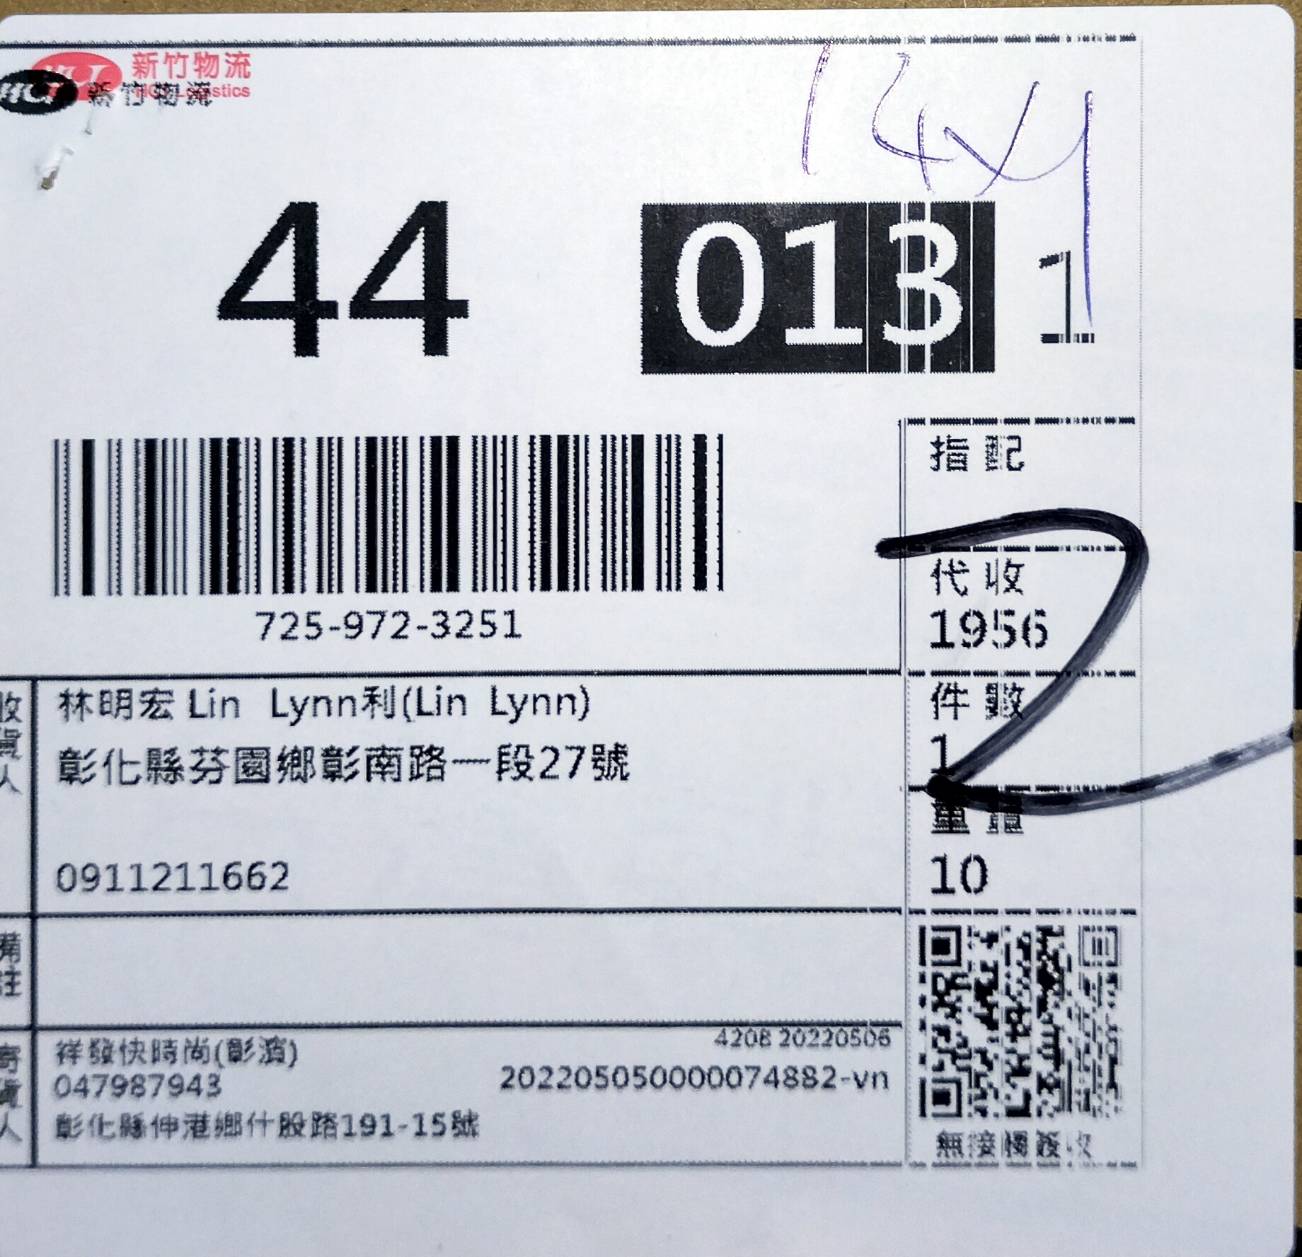 新竹物流
HCT Logistics
HCT 新竹物流
14x1
44 013 1
指配
代收
1956
725-972-3251
件數
1
收貨人
林明宏 Lin Lynn利(Lin Lynn)
彰化縣芬園鄉彰南路一段27號
0911211662
2
重量
10
備註
寄貨人
祥發快時尚(彰濱)
4208 20220506
047987943
202205050000074882-vn
彰化縣伸港鄉什股路191-15號
無接觸簽收